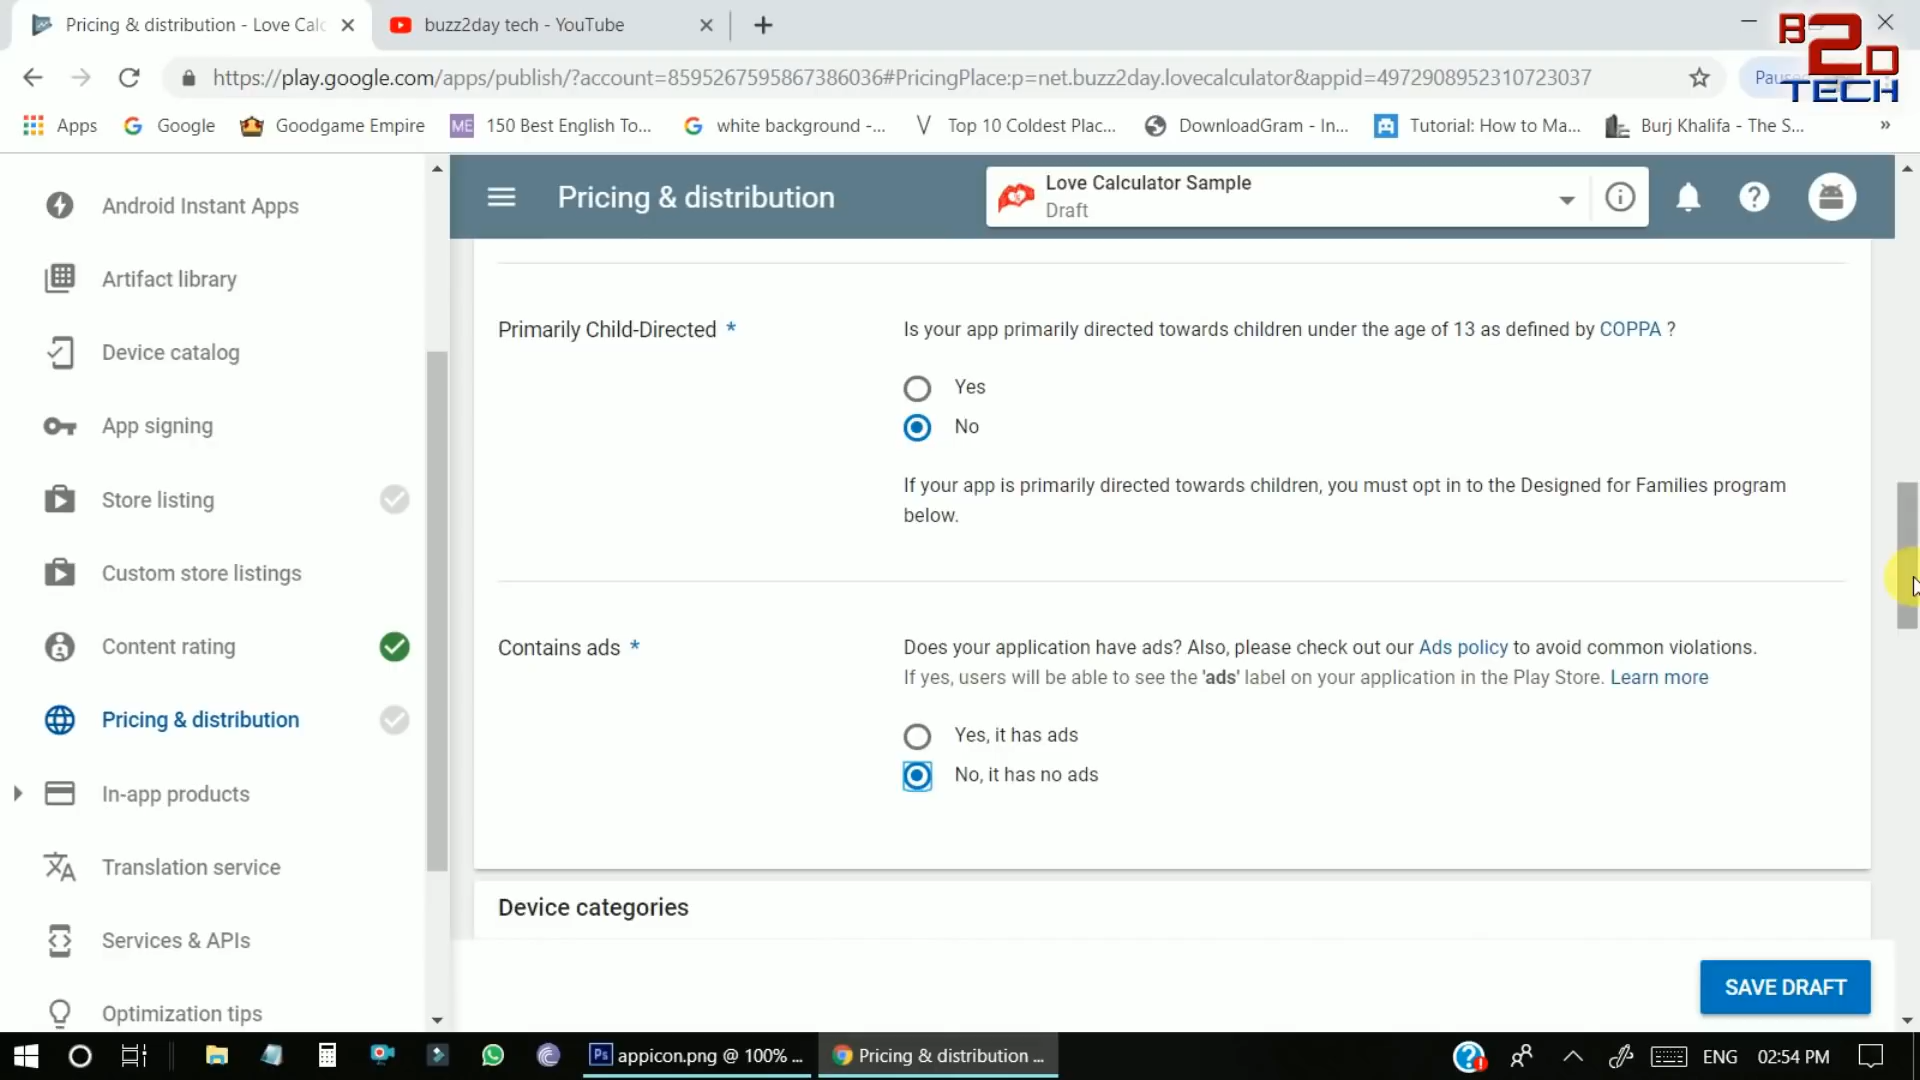 Pricing & distribution - Love Calc
buzz2day tech - YouTube
https://play.google.com/apps/publish/?account=8595267595867386036#PricingPlace:p=net.buzz2day.lovecalculator&appid=4972908952310723037
Paus
B2D
TECH
Apps
Google
Goodgame Empire
ME
150 Best English To...
white background -...
Top 10 Coldest Plac...
DownloadGram - In...
Tutorial: How to Ma...
Burj Khalifa - The S...
»
Pricing & distribution
Love Calculator Sample
Draft
Android Instant Apps
Artifact library
Device catalog
App signing
Store listing
Custom store listings
Content rating
Pricing & distribution
In-app products
Translation service
Services & APIs
Optimization tips
Primarily Child-Directed *
Is your app primarily directed towards children under the age of 13 as defined by COPPA ?
Yes
No
If your app is primarily directed towards children, you must opt in to the Designed for Families program
below.
Contains ads *
Does your application have ads? Also, please check out our Ads policy to avoid common violations.
If yes, users will be able to see the 'ads' label on your application in the Play Store. Learn more
Yes, it has ads
No, it has no ads
Device categories
SAVE DRAFT
Ps
appicon.png @ 100% ...
Pricing & distribution ...
ENG
02:54 PM